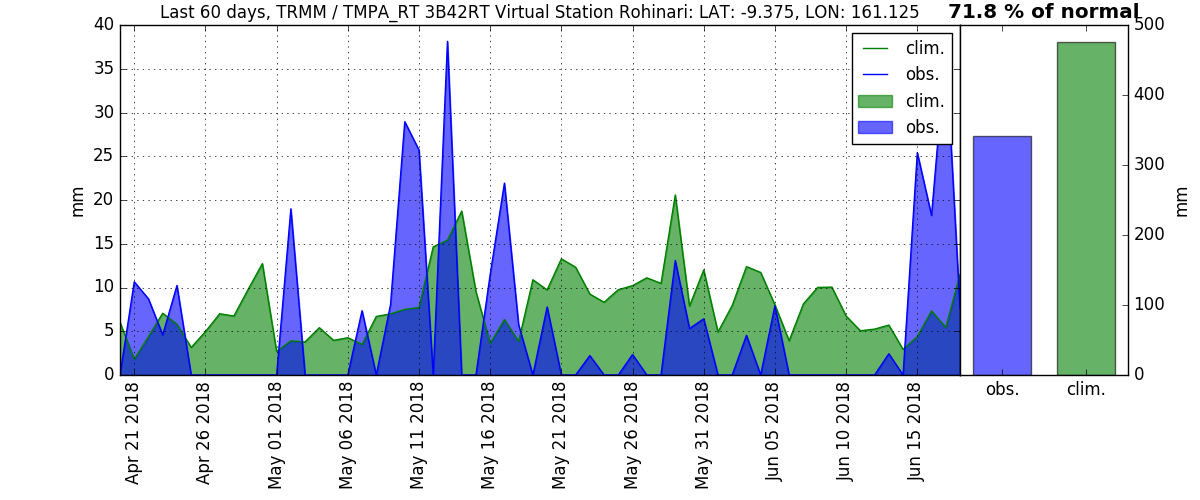 Last 60 days, TRMM / TMPA_RT 3B42RT Virtual Station Rohinari: LAT: -9.375, LON: 161.125
71.8 % of normal
mm
40
35
30
25
20
15
10
5
0
clim.
obs.
clim.
obs.
Apr 21 2018
Apr 26 2018
May 01 2018
May 06 2018
May 11 2018
May 16 2018
May 21 2018
May 26 2018
May 31 2018
Jun 05 2018
Jun 10 2018
Jun 15 2018
500
400
300
200
100
0
mm
obs.
clim.